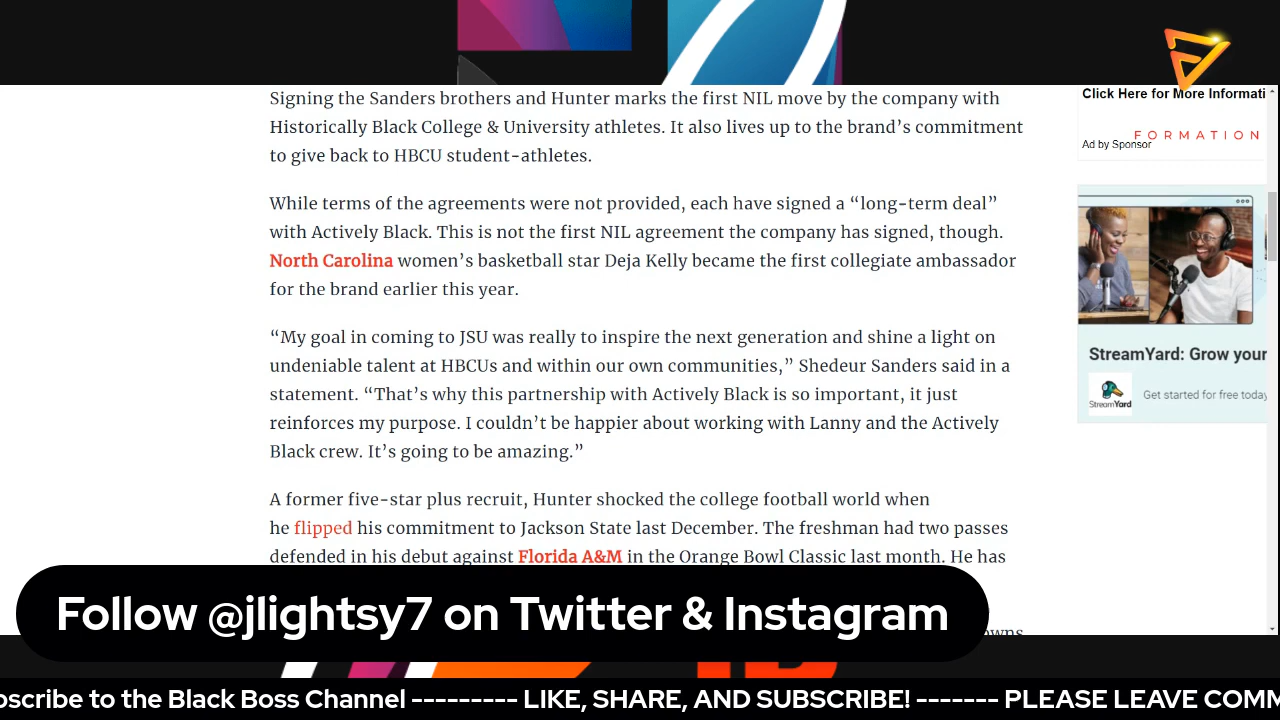 Signing the Sanders brothers and Hunter marks the first NIL move by the company with
Historically Black College & University athletes. It also lives up to the brand’s commitment
to give back to HBCU student-athletes.
While terms of the agreements were not provided, each have signed a “long-term deal”
with Actively Black. This is not the first NIL agreement the company has signed, though.
North Carolina women’s basketball star Deja Kelly became the first collegiate ambassador
for the brand earlier this year.
“My goal in coming to JSU was really to inspire the next generation and shine a light on
undeniable talent at HBCUs and within our own communities,” Shedeur Sanders said in a
statement. “That’s why this partnership with Actively Black is so important, it just
reinforces my purpose. I couldn’t be happier about working with Lanny and the Actively
Black crew. It’s going to be amazing.”
A former five-star plus recruit, Hunter shocked the college football world when
he flipped his commitment to Jackson State last December. The freshman had two passes
defended in his debut against Florida A&M in the Orange Bowl Classic last month. He has
Click Here for More Informati
FORMATION
Ad by Sponsor
StreamYard: Grow your
StreamYard
Get started for free today
Follow @jlightsy7 on Twitter & Instagram
bscribe to the Black Boss Channel --------- LIKE, SHARE, AND SUBSCRIBE! ------- PLEASE LEAVE COMM